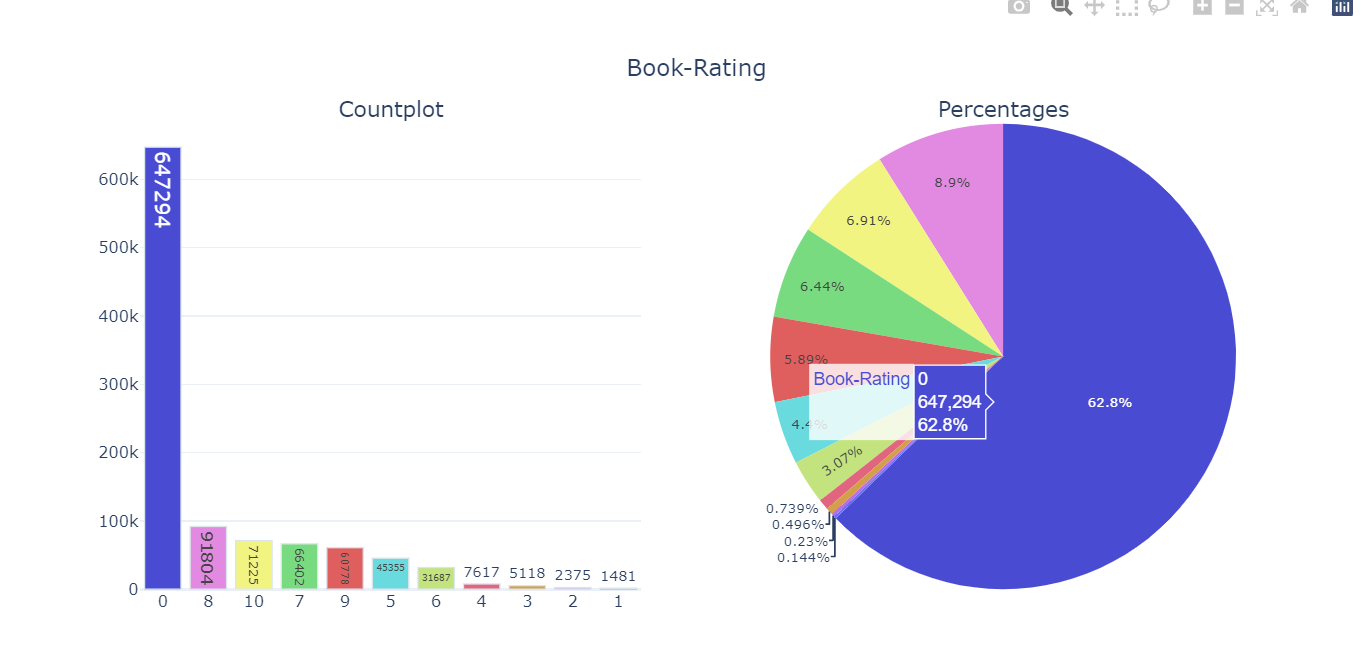 Book-Rating
Countplot
600k
500k
400k
300k
200k
100k
0
647294
91804
71225
66402
60778
45355
31687
7617
5118
2375
1481
0 8 10 7 9 5 6 4 3 2 1
Percentages
8.9%
6.91%
6.44%
5.89%
4.4%
3.07%
0.739%
0.496%
0.23%
0.144%
62.8%
Book-Rating 0
647,294
62.8%